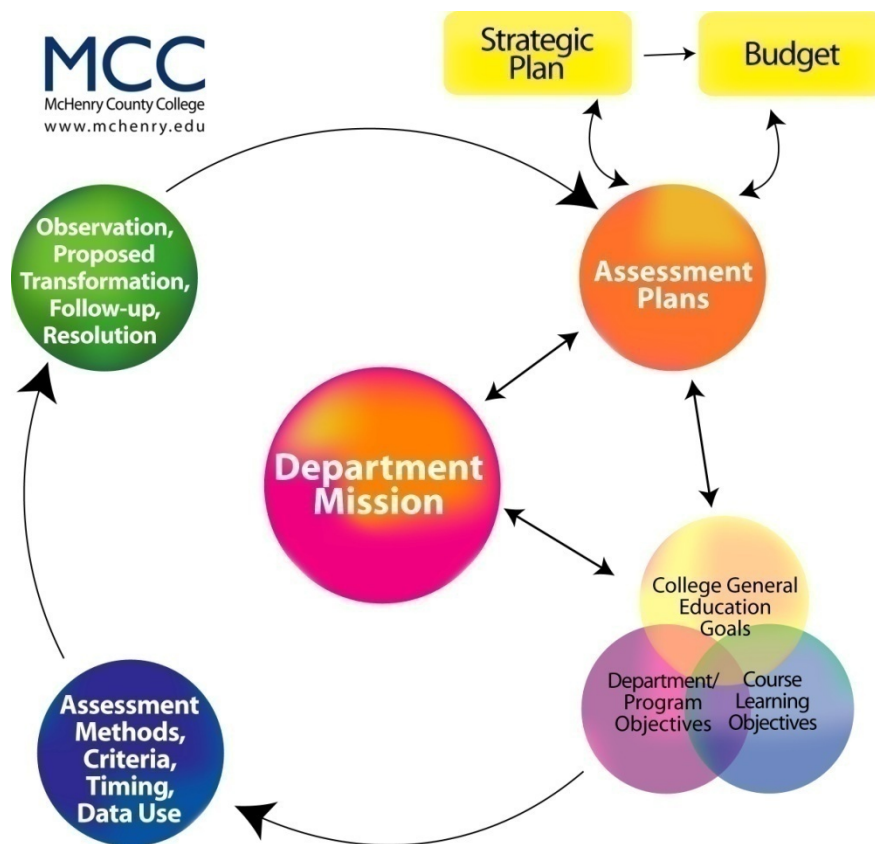 MCC
McHenry County College
www.mchenry.edu
Strategic
Plan
Budget
Observation,
Proposed
Transformation,
Follow-up,
Resolution
Assessment
Plans
Department
Mission
College General
Education
Goals
Department/
Program
Objectives
Course
Learning
Objectives
Assessment
Methods,
Criteria,
Timing,
Data Use